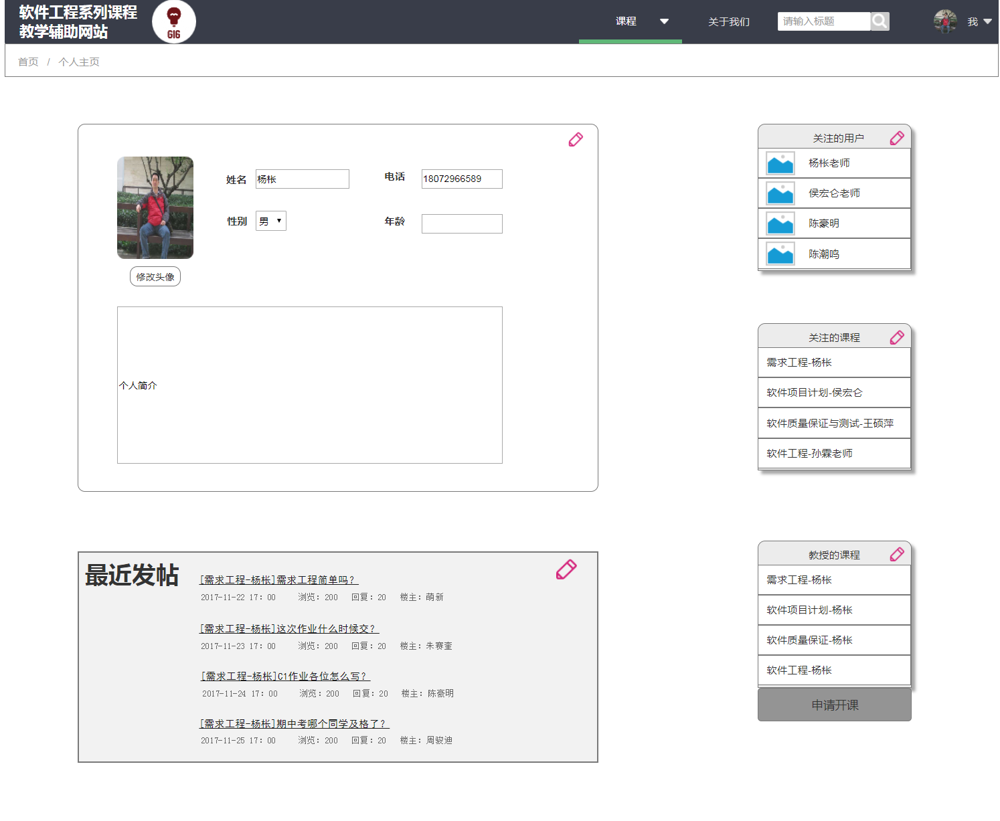 软件工程系列课程
教学辅助网站
G16
课程
关于我们
请输入标题
我
首页 / 个人主页
姓名 杨枨
电话 18072966589
性别 男
年龄
修改头像
个人简介
关注的用户
杨枨老师
侯宏仑老师
陈豪明
陈潮鸣
关注的课程
需求工程-杨枨
软件项目计划-侯宏仑
软件质量保证与测试-王硕萍
软件工程-孙霖老师
最近发帖
[需求工程-杨枨]需求工程简单吗？
2017-11-22 17：00 浏览：200 回复：20 楼主：萌新
[需求工程-杨枨]这次作业什么时候交？
2017-11-23 17：00 浏览：200 回复：20 楼主：朱赛奎
[需求工程-杨枨]C1作业各位怎么写？
2017-11-24 17：00 浏览：200 回复：20 楼主：陈豪明
[需求工程-杨枨]期中考哪个同学及格了？
2017-11-25 17：00 浏览：200 回复：20 楼主：周骏迪
教授的课程
需求工程-杨枨
软件项目计划-杨枨
软件质量保证-杨枨
软件工程-杨枨
申请开课